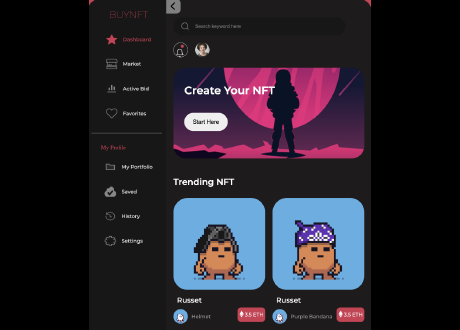 BUYNFT
Dashboard
Market
Active Bid
Favorites
My Profile
My Portfolio
Saved
History
Settings
Search keyword here
Create Your NFT
Start Here
Trending NFT
Russet
Helmet
3.5 ETH
Russet
Purple Bandana
3.5 ETH